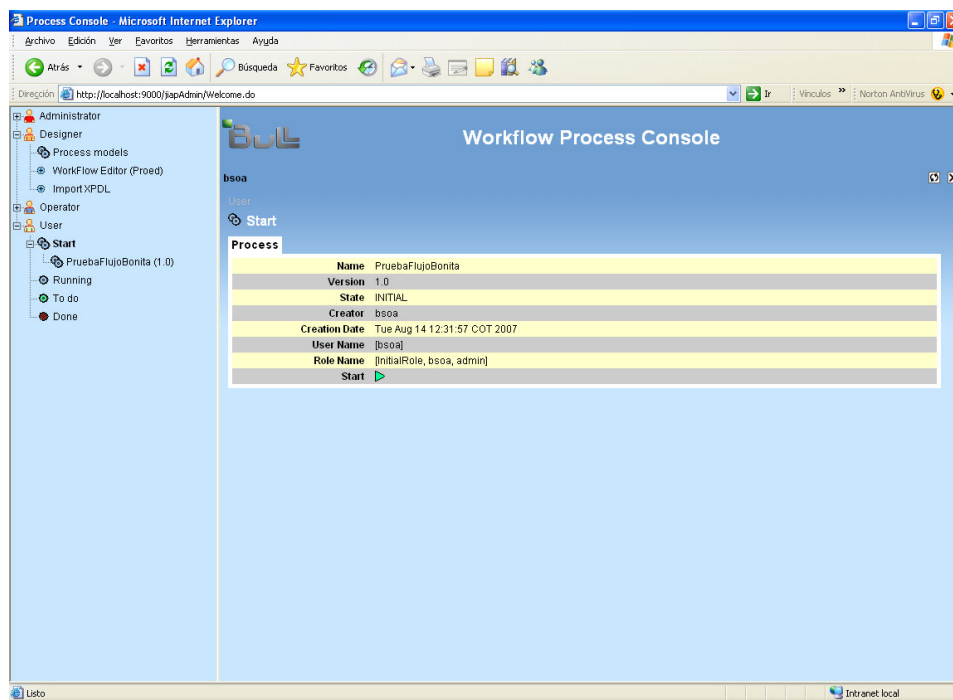 Process Console - Microsoft Internet Explorer
Archivo Edición Ver Favoritos Herramientas Ayuda
Atrás Búsqueda Favoritos
Dirección http://localhost:9000/jiapAdmin/Welcome.do Ir Vínculos » Norton AntiVirus
Administrator
Designer
Process models
WorkFlow Editor (Proed)
Import XPDL
Operator
User
Start
PruebaFlujoBonita (1.0)
Running
To do
Done
Bull
Workflow Process Console
bsoa
User
Start
Process
Name PruebaFlujoBonita
Version 1.0
State INITIAL
Creator bsoa
Creation Date Tue Aug 14 12:31:57 COT 2007
User Name [bsoa]
Role Name [InitialRole, bsoa, admin]
Start
Listo Intranet local